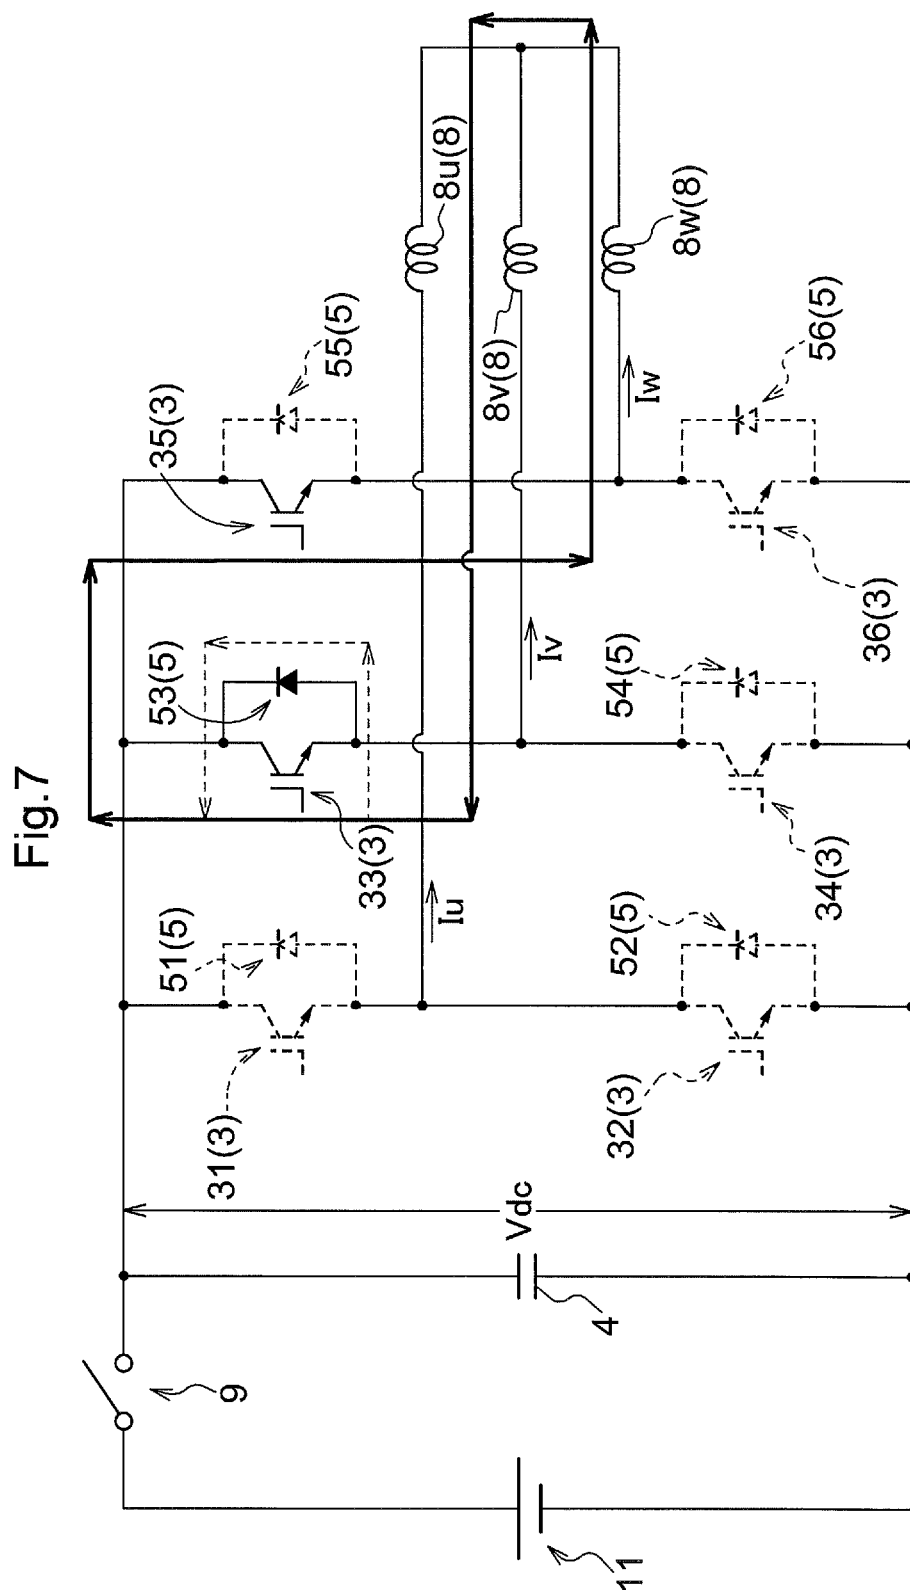 Fig.7
11
9
4
Vdc
31(3)
51(5)
33(3)
53(5)
35(3)
55(5)
32(3)
52(5)
34(3)
54(5)
36(3)
56(5)
Iu
Iv
Iw
8u(8)
8v(8)
8w(8)